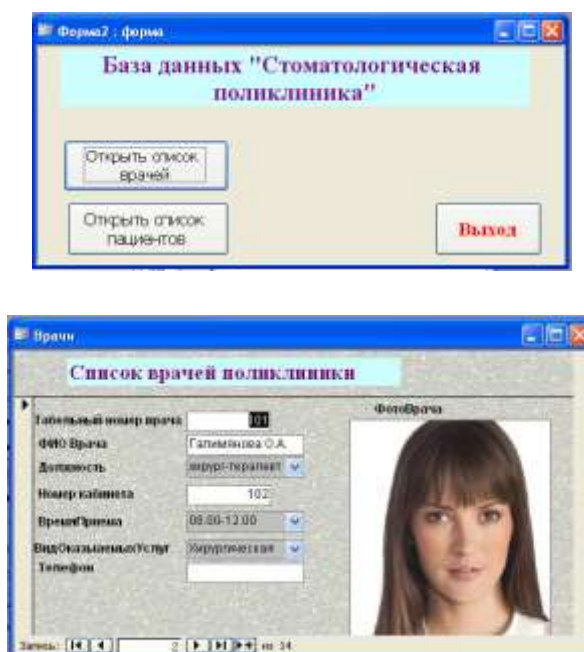 Форма2 : форма
База данных "Стоматологическая
поликлиника"
Открыть список
врачей
Открыть список
пациентов
Выход
Врачи
Список врачей поликлиники
Табельный номер врача 101
ФотоВрача
ФИО Врача Галимянова О.А.
Должность хирург-терапевт
Номер кабинета 102
ВремяПриема 08.00-12.00
ВидОказываемыхУслуг Хирургическая
Телефон
Запись: 2 из 34